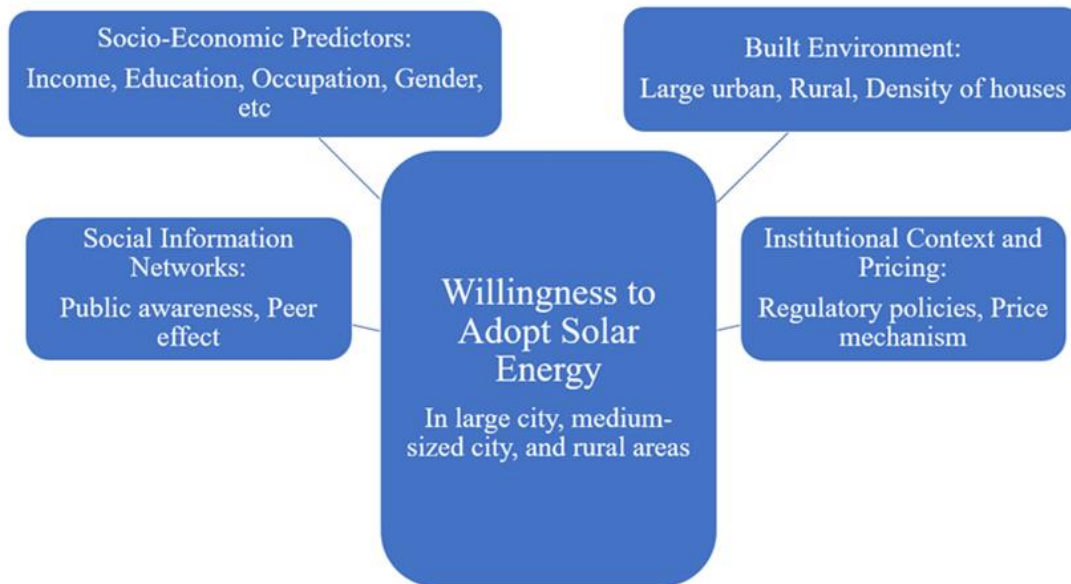 Socio-Economic Predictors:
Income, Education, Occupation, Gender,
etc
Built Environment:
Large urban, Rural, Density of houses
Social Information
Networks:
Public awareness, Peer
effect
Willingness to
Adopt Solar
Energy
In large city, medium-
sized city, and rural areas
Institutional Context and
Pricing:
Regulatory policies, Price
mechanism